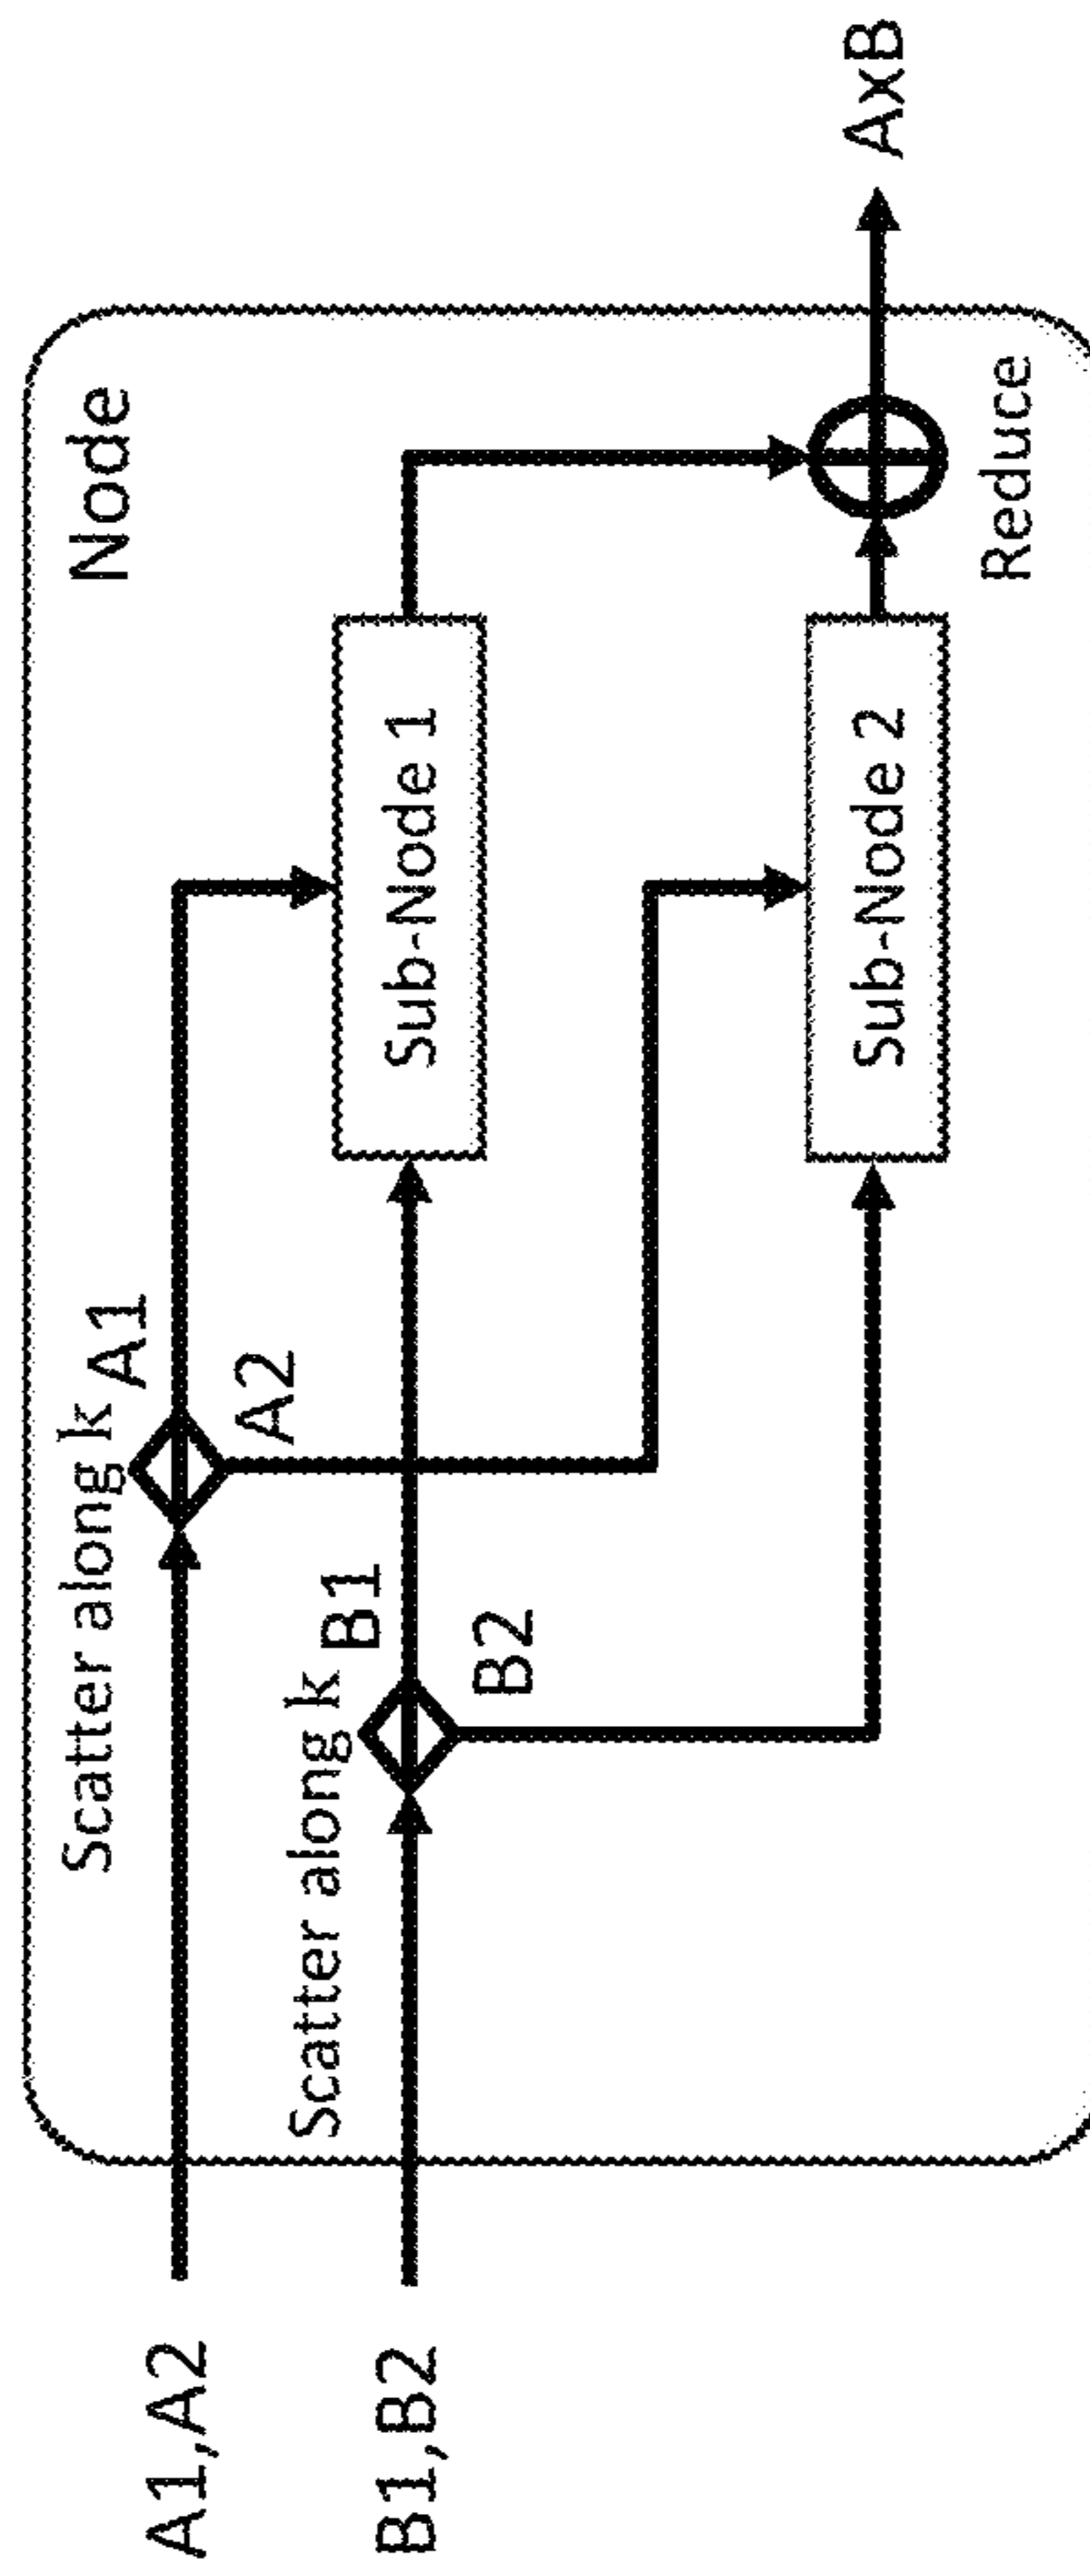 Node
Scatter along k
A1
A1,A2
A2
Scatter along k
B1
Sub-Node 1
B1,B2
B2
Sub-Node 2
AxB
Reduce